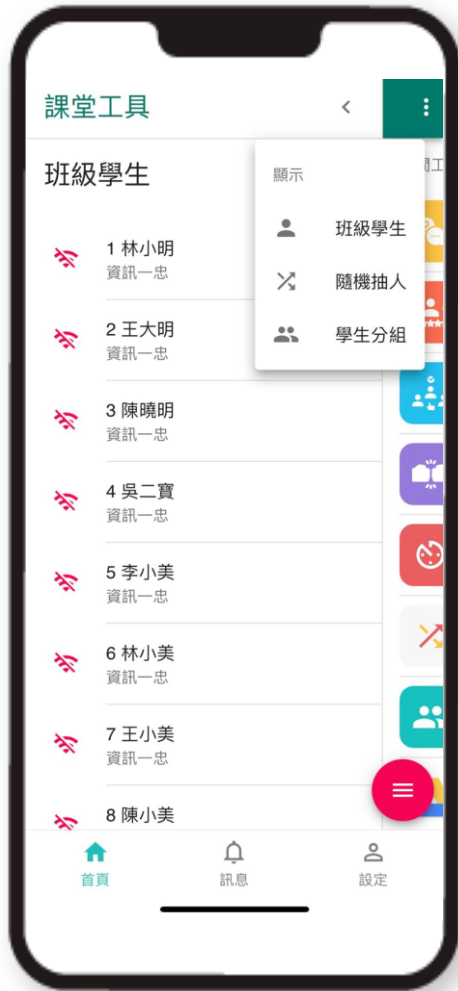 課堂工具
班級學生
顯示
班級學生
隨機抽人
學生分組
1 林小明
資訊一忠
2 王大明
資訊一忠
3 陳曉明
資訊一忠
4 吳二寶
資訊一忠
5 李小美
資訊一忠
6 林小美
資訊一忠
7 王小美
資訊一忠
8 陳小美
首頁
訊息
設定